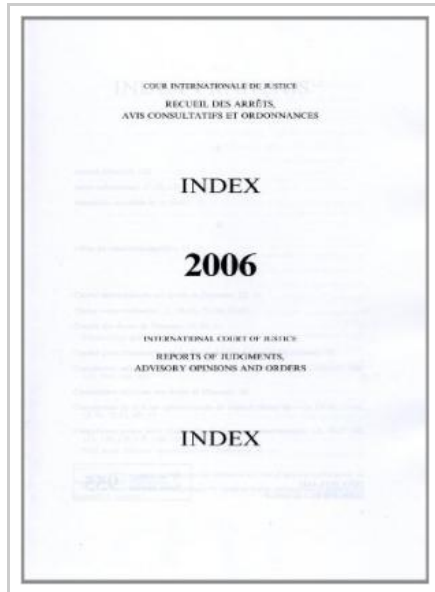 COUR INTERNATIONALE DE JUSTICE
RECUEIL DES ARRÊTS,
AVIS CONSULTATIFS ET ORDONNANCES
INDEX
2006
INTERNATIONAL COURT OF JUSTICE
REPORTS OF JUDGMENTS,
ADVISORY OPINIONS AND ORDERS
INDEX